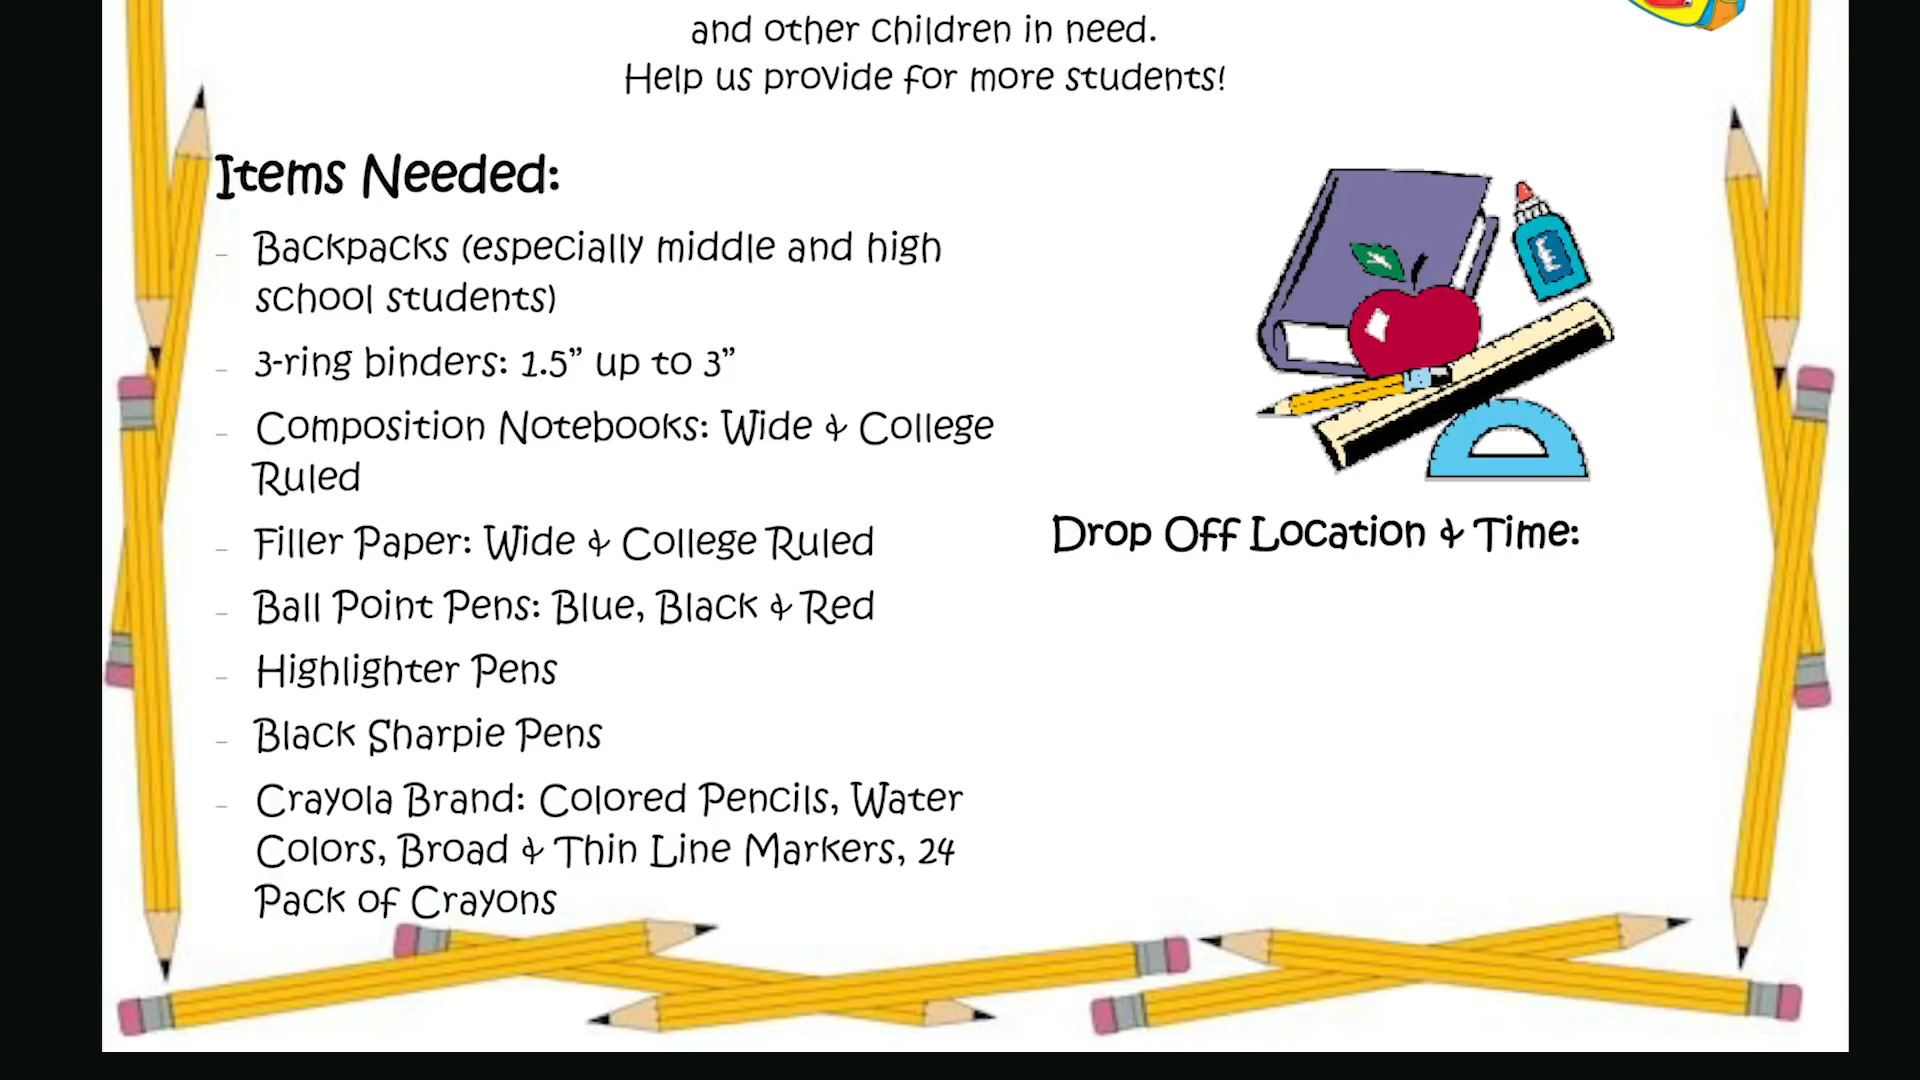 and other children in need.
Help us provide for more students!
Items Needed:
- Backpacks (especially middle and high
school students)
- 3-ring binders: 1.5” up to 3”
- Composition Notebooks: Wide & College
Ruled
- Filler Paper: Wide & College Ruled
- Ball Point Pens: Blue, Black & Red
- Highlighter Pens
- Black Sharpie Pens
- Crayola Brand: Colored Pencils, Water
Colors, Broad & Thin Line Markers, 24
Pack of Crayons
Drop Off Location & Time: